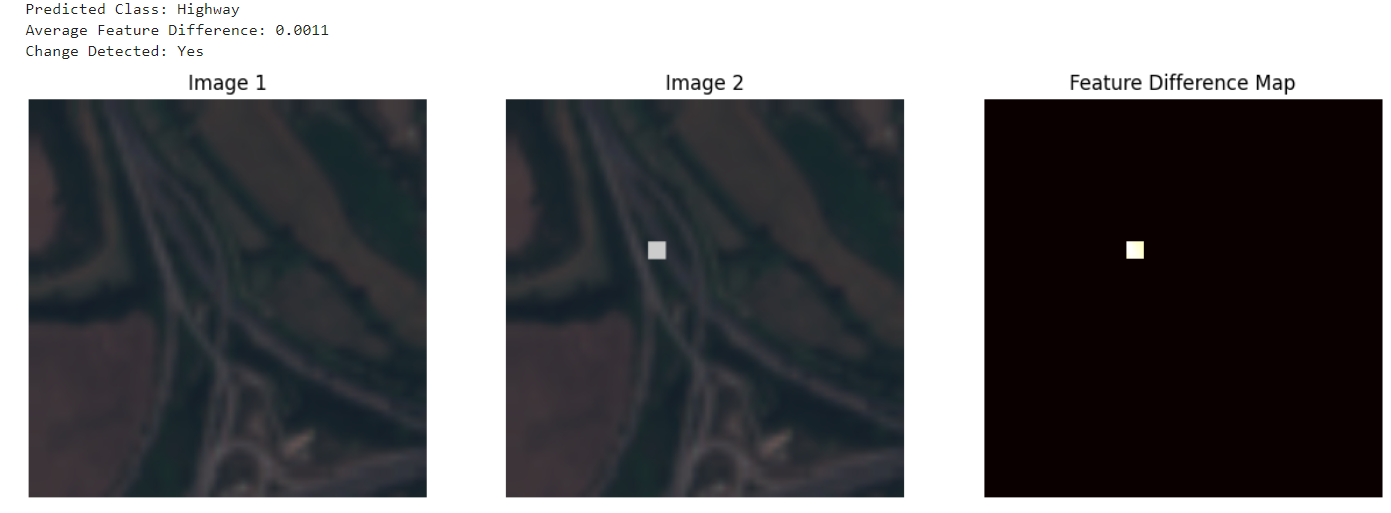 Predicted Class: Highway
Average Feature Difference: 0.0011
Change Detected: Yes
Image 1
Image 2
Feature Difference Map